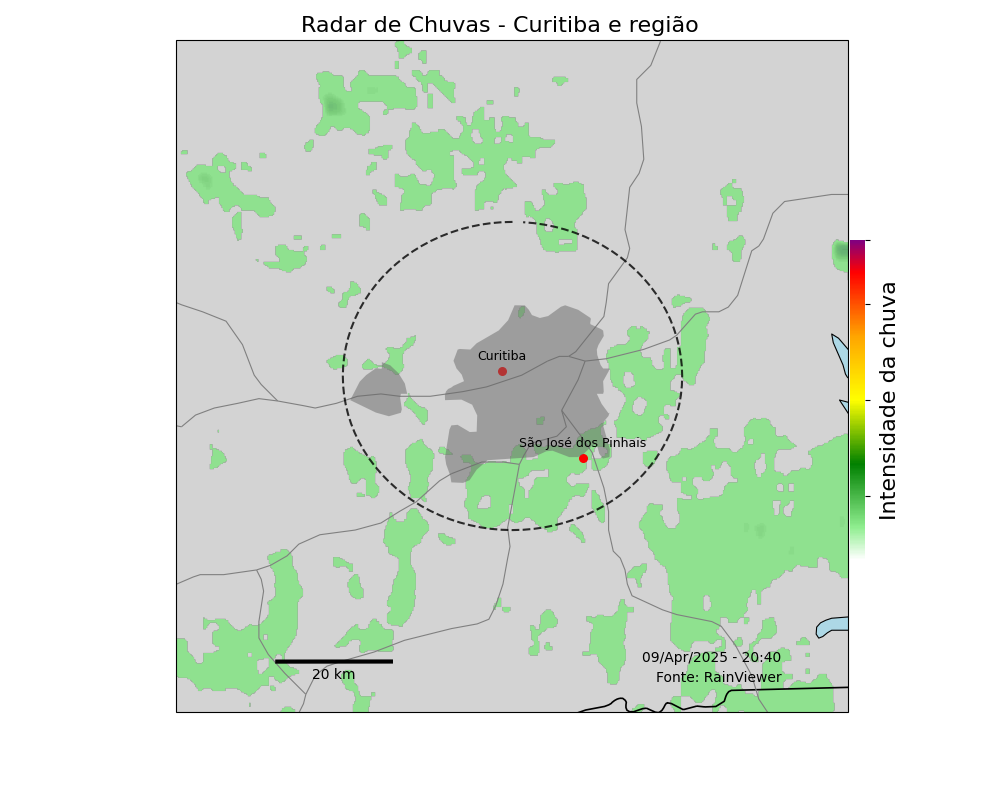 Radar de Chuvas - Curitiba e região
Curitiba
São José dos Pinhais
Intensidade da chuva
09/Apr/2025 - 20:40
20 km
Fonte: RainViewer